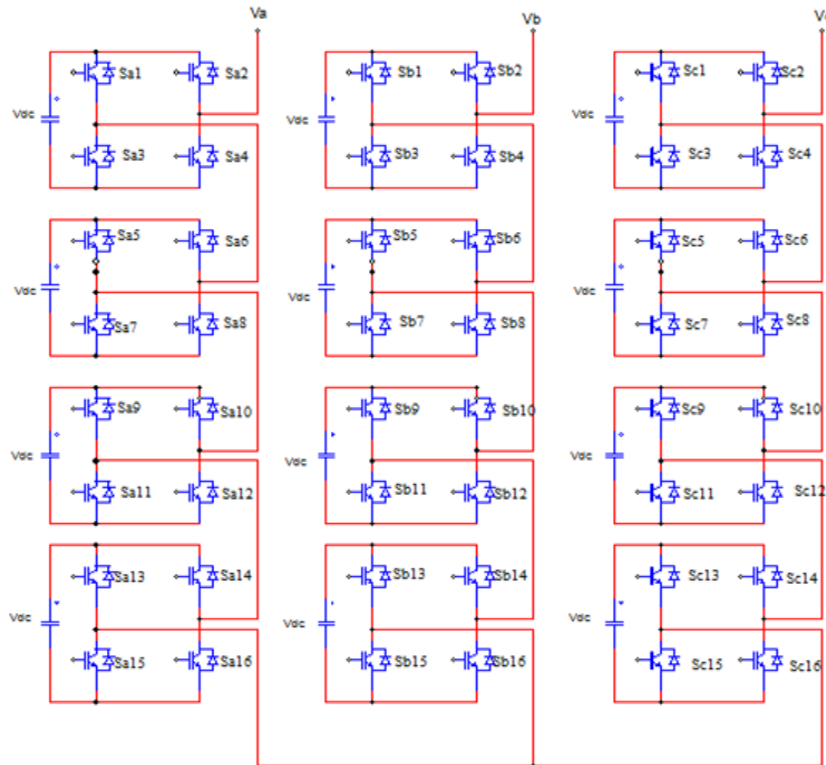 Va Vb
Sa1 Sa2 Sb1 Sb2 Sc1 Sc2
Vdc Vdc Vdc
Sa3 Sa4 Sb3 Sb4 Sc3 Sc4
Sa5 Sa6 Sb5 Sb6 Sc5 Sc6
Vdc Vdc Vdc
Sa7 Sa8 Sb7 Sb8 Sc7 Sc8
Sa9 Sa10 Sb9 Sb10 Sc9 Sc10
Vdc Vdc Vdc
Sa11 Sa12 Sb11 Sb12 Sc11 Sc12
Sa13 Sa14 Sb13 Sb14 Sc13 Sc14
Vdc Vdc Vdc
Sa15 Sa16 Sb15 Sb16 Sc15 Sc16